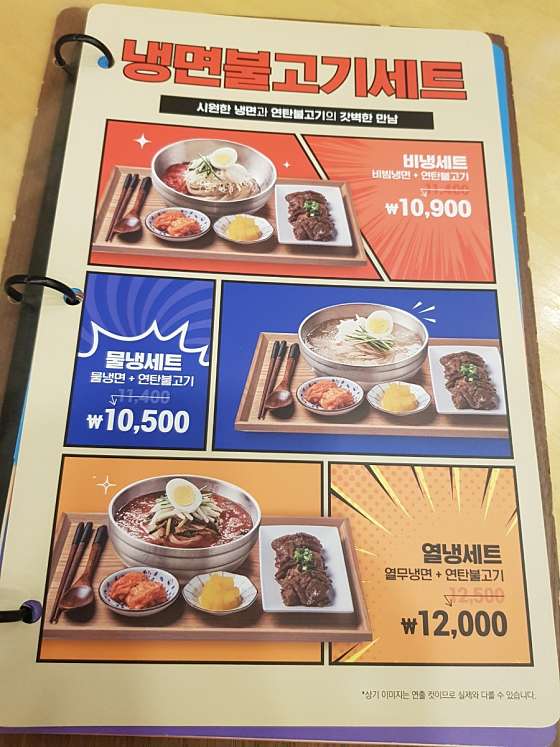 냉면불고기세트
시원한 냉면과 연탄불고기의 갓벽한 만남
비냉세트
비빔냉면 + 연탄불고기
₩10,900
물냉세트
물냉면 + 연탄불고기
11,400
₩10,500
열냉세트
열무냉면 + 연탄불고기
12,500
₩12,000
*상기 이미지는 연출 컷이므로 실제와 다를 수 있습니다.